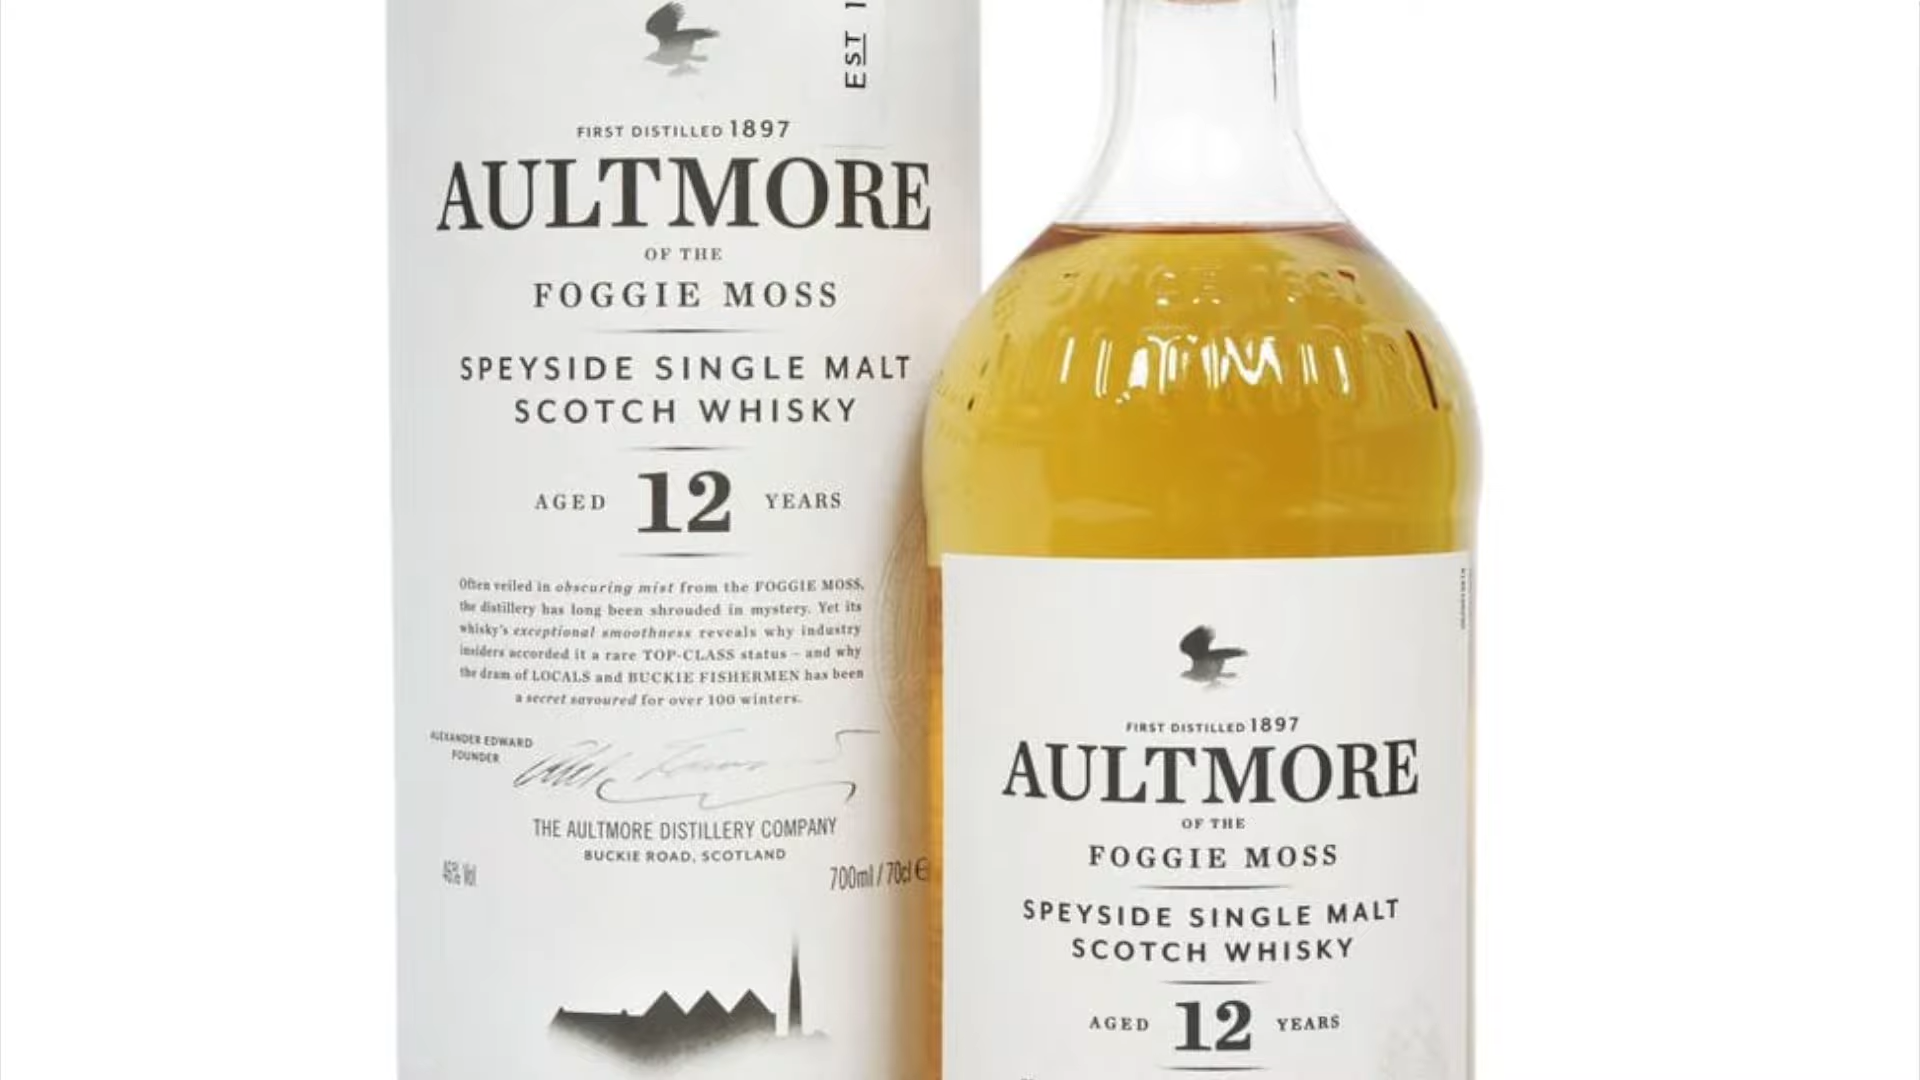 EST 1
FIRST DISTILLED 1897
AULTMORE
OF THE
FOGGIE MOSS
SPEYSIDE SINGLE MALT
SCOTCH WHISKY
AGED 12 YEARS
Often veiled in obscuring mist from the FOGGIE MOSS,
the distillery has long been shrouded in mystery. Yet its
whisky's exceptional smoothness reveals why industry
insiders accorded it a rare TOP-CLASS status – and why
the dram of LOCALS and BUCKIE FISHERMEN has been
a secret savoured for over 100 winters.
ALEXANDER EDWARD
FOUNDER
THE AULTMORE DISTILLERY COMPANY
BUCKIE ROAD, SCOTLAND
46% Vol
700ml / 70cl e
SINCE 1897
AULTMORE
FIRST DISTILLED 1897
AULTMORE
OF THE
FOGGIE MOSS
SPEYSIDE SINGLE MALT
SCOTCH WHISKY
AGED 12 YEARS